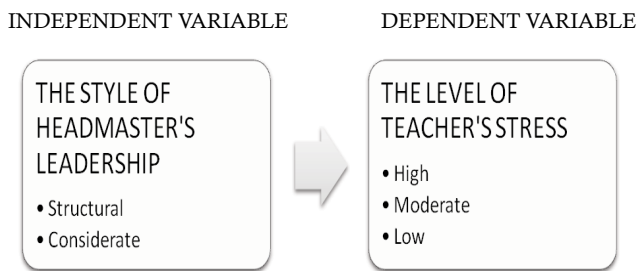 INDEPENDENT VARIABLE
THE STYLE OF
HEADMASTER'S
LEADERSHIP
• Structural
• Considerate
DEPENDENT VARIABLE
THE LEVEL OF
TEACHER'S STRESS
• High
• Moderate
• Low